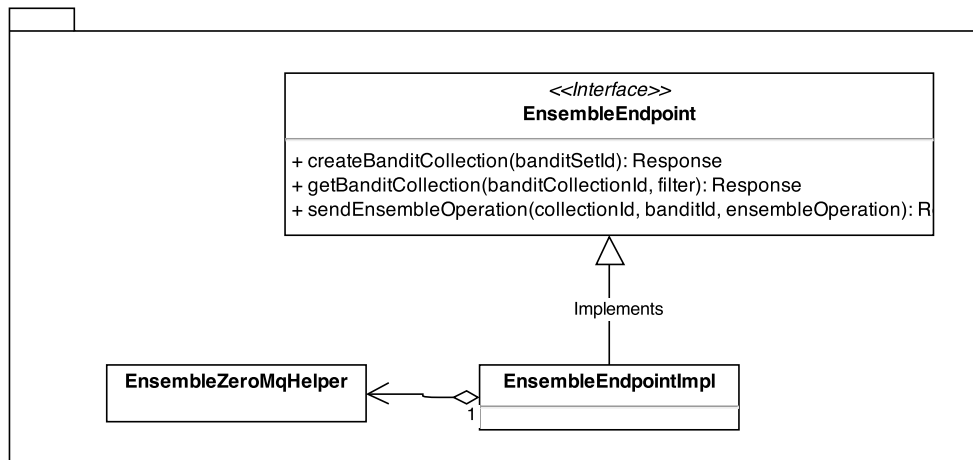 <<Interface>>
EnsembleEndpoint
+ createBanditCollection(banditSetId): Response
+ getBanditCollection(banditCollectionId, filter): Response
+ sendEnsembleOperation(collectionId, banditId, ensembleOperation): R
Implements
EnsembleZeroMqHelper
EnsembleEndpointImpl
1